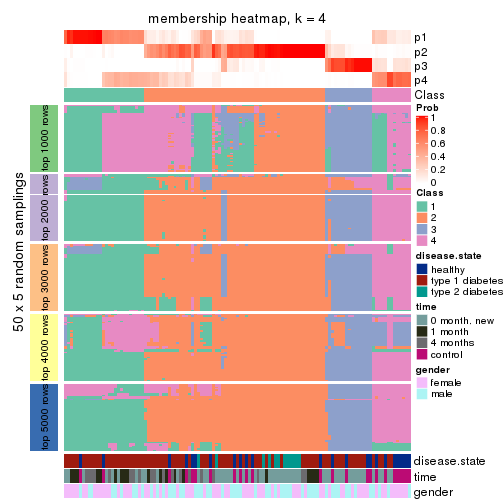 membership heatmap, k = 4
p1
p2
p3
p4
Class
Prob
1
0.8
0.6
0.4
0.2
0
Class
1
2
3
4
disease.state
healthy
type 1 diabetes
type 2 diabetes
time
0 month. new
1 month
4 months
control
gender
female
male
50 x 5 random samplings
top 1000 rows
top 2000 rows
top 3000 rows
top 4000 rows
top 5000 rows
disease.state
time
gender